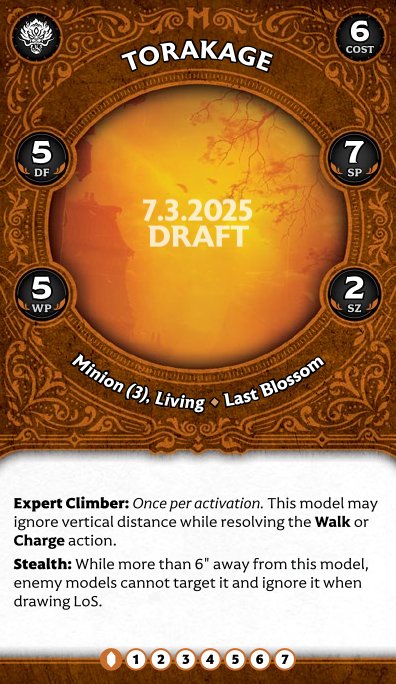 TORAKAGE
6
COST
5
DF
7
SP
7.3.2025
DRAFT
5
WP
2
SZ
Minion (3), Living ◆ Last Blossom
Expert Climber: Once per activation. This model may
ignore vertical distance while resolving the Walk or
Charge action.
Stealth: While more than 6" away from this model,
enemy models cannot target it and ignore it when
drawing LoS.
1 2 3 4 5 6 7